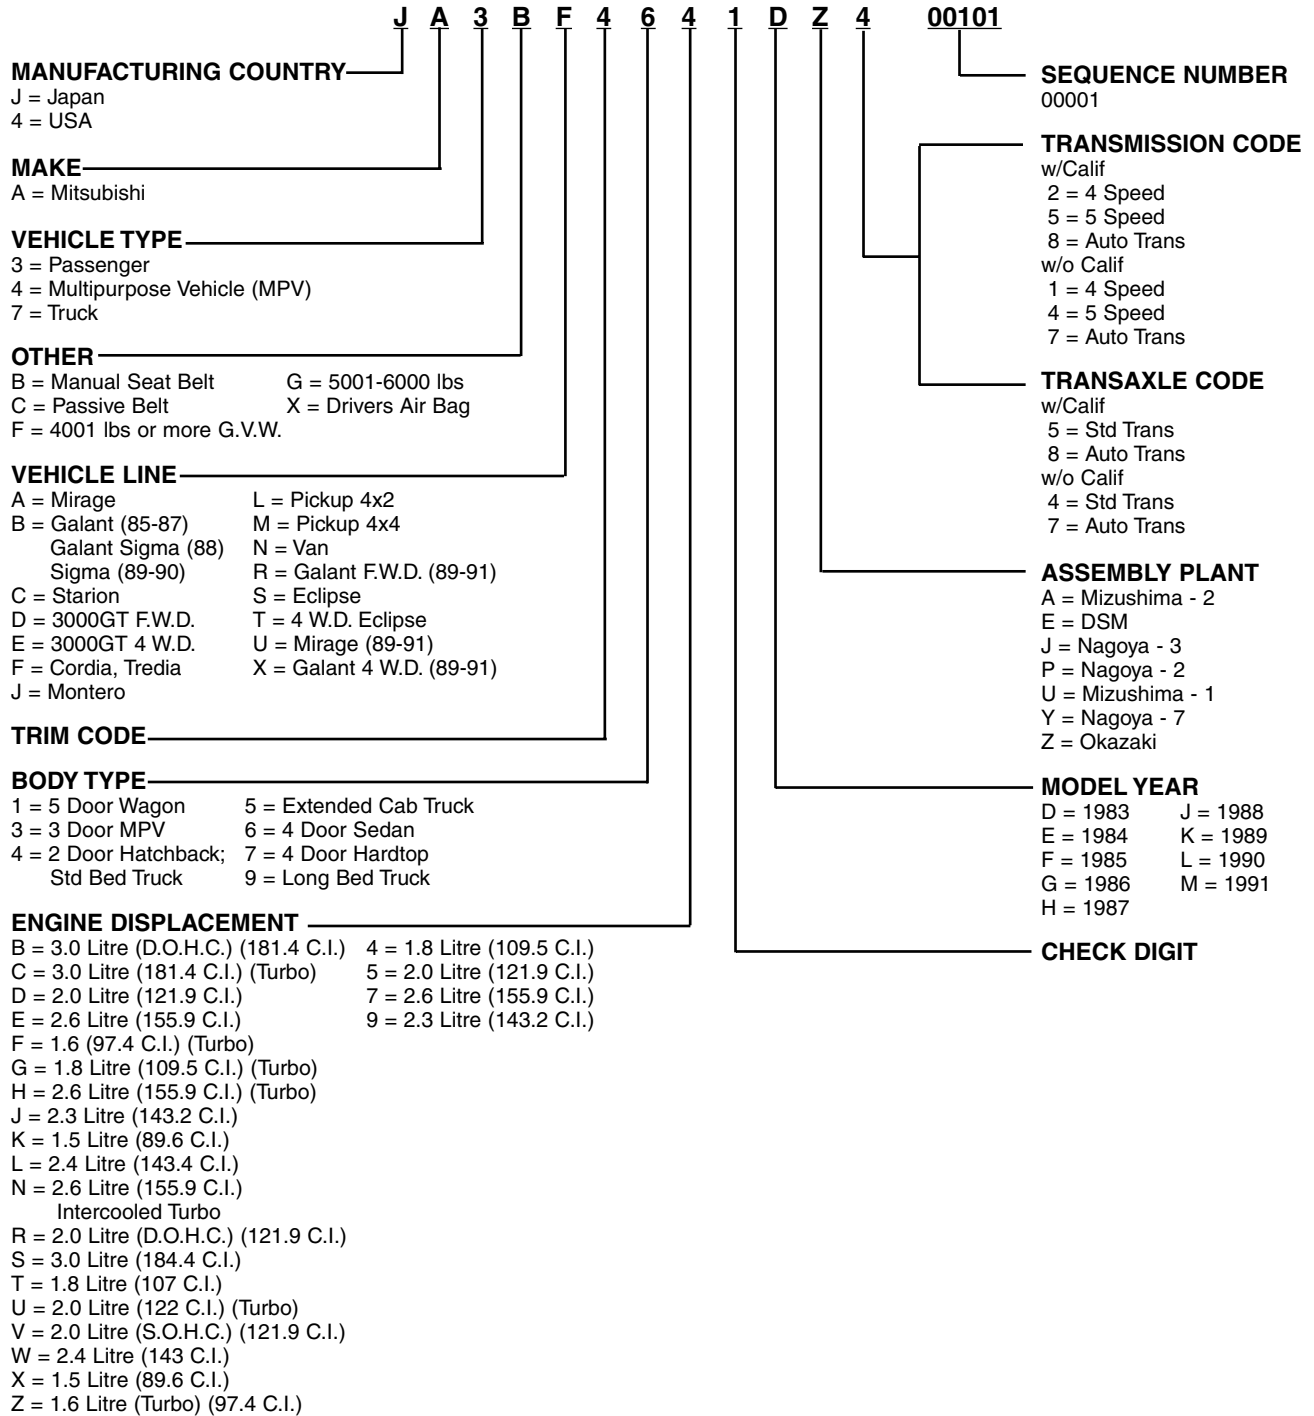 J A 3 B F 4 6 4 1 D Z 4 00101
MANUFACTURING COUNTRY
J = Japan
4 = USA
MAKE
A = Mitsubishi
VEHICLE TYPE
3 = Passenger
4 = Multipurpose Vehicle (MPV)
7 = Truck
OTHER
B = Manual Seat Belt G = 5001-6000 lbs
C = Passive Belt X = Drivers Air Bag
F = 4001 lbs or more G.V.W.
VEHICLE LINE
A = Mirage L = Pickup 4x2
B = Galant (85-87) M = Pickup 4x4
Galant Sigma (88) N = Van
Sigma (89-90) R = Galant F.W.D. (89-91)
C = Starion S = Eclipse
D = 3000GT F.W.D. T = 4 W.D. Eclipse
E = 3000GT 4 W.D. U = Mirage (89-91)
F = Cordia, Tredia X = Galant 4 W.D. (89-91)
J = Montero
TRIM CODE
BODY TYPE
1 = 5 Door Wagon 5 = Extended Cab Truck
3 = 3 Door MPV 6 = 4 Door Sedan
4 = 2 Door Hatchback; 7 = 4 Door Hardtop
Std Bed Truck 9 = Long Bed Truck
ENGINE DISPLACEMENT
B = 3.0 Litre (D.O.H.C.) (181.4 C.I.) 4 = 1.8 Litre (109.5 C.I.)
C = 3.0 Litre (181.4 C.I.) (Turbo) 5 = 2.0 Litre (121.9 C.I.)
D = 2.0 Litre (121.9 C.I.) 7 = 2.6 Litre (155.9 C.I.)
E = 2.6 Litre (155.9 C.I.) 9 = 2.3 Litre (143.2 C.I.)
F = 1.6 (97.4 C.I.) (Turbo)
G = 1.8 Litre (109.5 C.I.) (Turbo)
H = 2.6 Litre (155.9 C.I.) (Turbo)
J = 2.3 Litre (143.2 C.I.)
K = 1.5 Litre (89.6 C.I.)
L = 2.4 Litre (143.4 C.I.)
N = 2.6 Litre (155.9 C.I.)
Intercooled Turbo
R = 2.0 Litre (D.O.H.C.) (121.9 C.I.)
S = 3.0 Litre (184.4 C.I.)
T = 1.8 Litre (107 C.I.)
U = 2.0 Litre (122 C.I.) (Turbo)
V = 2.0 Litre (S.O.H.C.) (121.9 C.I.)
W = 2.4 Litre (143 C.I.)
X = 1.5 Litre (89.6 C.I.)
Z = 1.6 Litre (Turbo) (97.4 C.I.)
SEQUENCE NUMBER
00001
TRANSMISSION CODE
w/Calif
2 = 4 Speed
5 = 5 Speed
8 = Auto Trans
w/o Calif
1 = 4 Speed
4 = 5 Speed
7 = Auto Trans
TRANSAXLE CODE
w/Calif
5 = Std Trans
8 = Auto Trans
w/o Calif
4 = Std Trans
7 = Auto Trans
ASSEMBLY PLANT
A = Mizushima - 2
E = DSM
J = Nagoya - 3
P = Nagoya - 2
U = Mizushima - 1
Y = Nagoya - 7
Z = Okazaki
MODEL YEAR
D = 1983 J = 1988
E = 1984 K = 1989
F = 1985 L = 1990
G = 1986 M = 1991
H = 1987
CHECK DIGIT